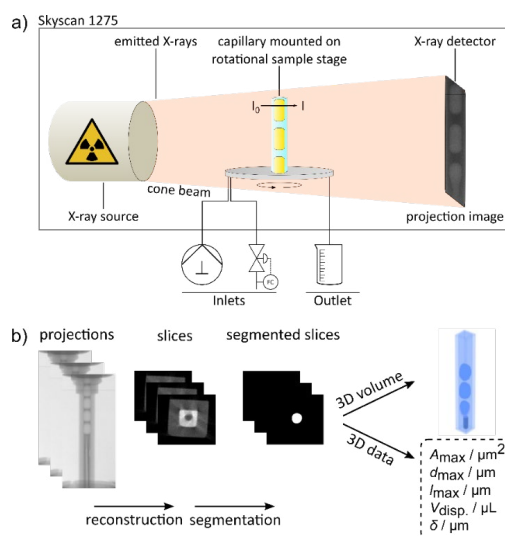 a) Skyscan 1275
emitted X-rays
capillary mounted on
rotational sample stage
X-ray detector
I0
I
cone beam
X-ray source
projection image
FC
Inlets
Outlet
b) projections
slices
segmented slices
3D volume
3D data
Amax / μm²
dmax / μm
lmax / μm
Vdisp. / μL
δ / μm
reconstruction
segmentation